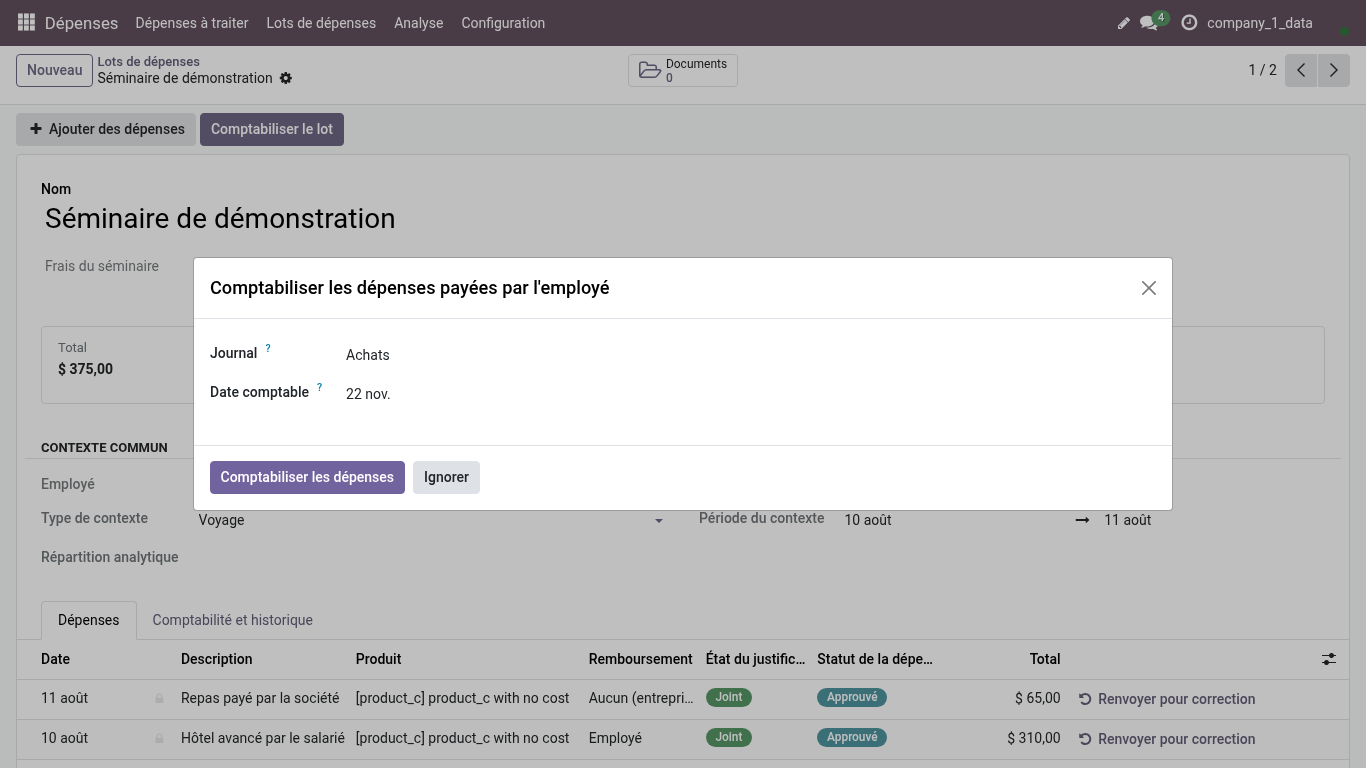 Dépenses Dépenses à traiter Lots de dépenses Analyse Configuration 4 company_1_data
Nouveau Lots de dépenses Séminaire de démonstration
Documents 0
1 / 2
Ajouter des dépenses Comptabiliser le lot
Nom
Séminaire de démonstration
Frais du séminaire
Comptabiliser les dépenses payées par l'employé
Journal ? Achats
Date comptable ? 22 nov.
Comptabiliser les dépenses Ignorer
Total
$ 375,00
CONTEXTE COMMUN
Employé
Type de contexte Voyage Période du contexte 10 août 11 août
Répartition analytique
Dépenses Comptabilité et historique
Date Description Produit Remboursement État du justific… Statut de la dépe… Total
11 août Repas payé par la société [product_c] product_c with no cost Aucun (entrepri… Joint Approuvé $ 65,00 Renvoyer pour correction
10 août Hôtel avancé par le salarié [product_c] product_c with no cost Employé Joint Approuvé $ 310,00 Renvoyer pour correction